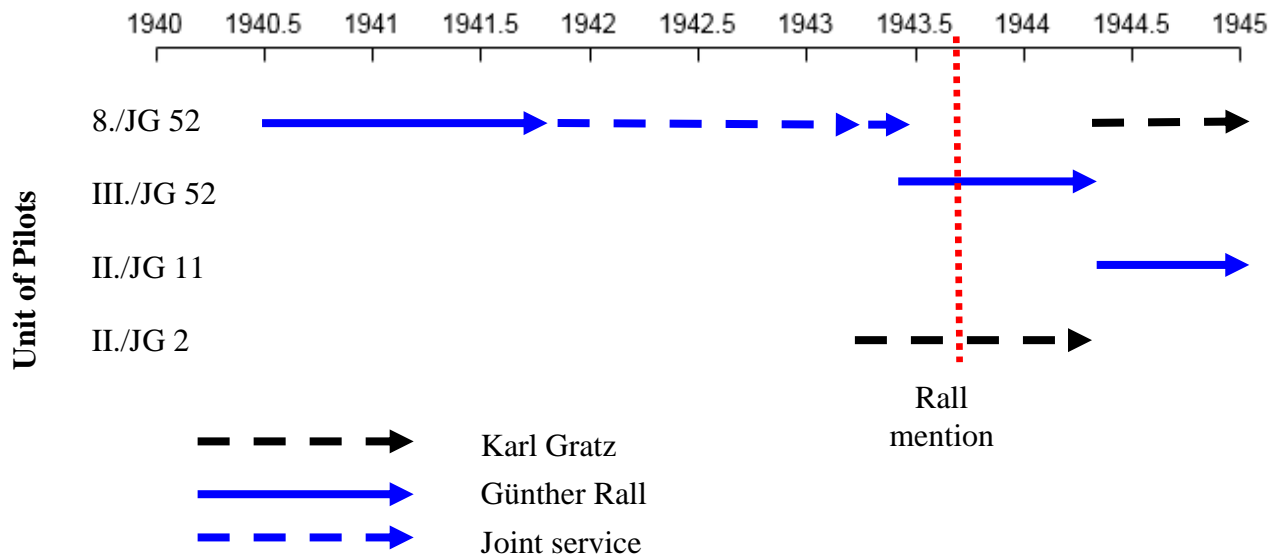 1940 1940.5 1941 1941.5 1942 1942.5 1943 1943.5 1944 1944.5 1945
Unit of Pilots
8./JG 52
III./JG 52
II./JG 11
II./JG 2
Rall
mention
Karl Gratz
Günther Rall
Joint service